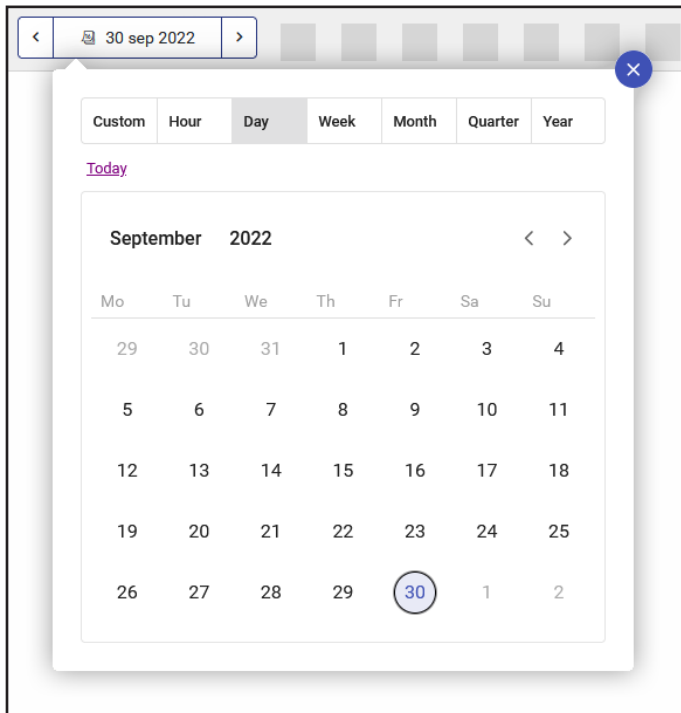 30 sep 2022
Custom Hour Day Week Month Quarter Year
Today
September 2022
Mo Tu We Th Fr Sa Su
29 30 31 1 2 3 4
5 6 7 8 9 10 11
12 13 14 15 16 17 18
19 20 21 22 23 24 25
26 27 28 29 30 1 2